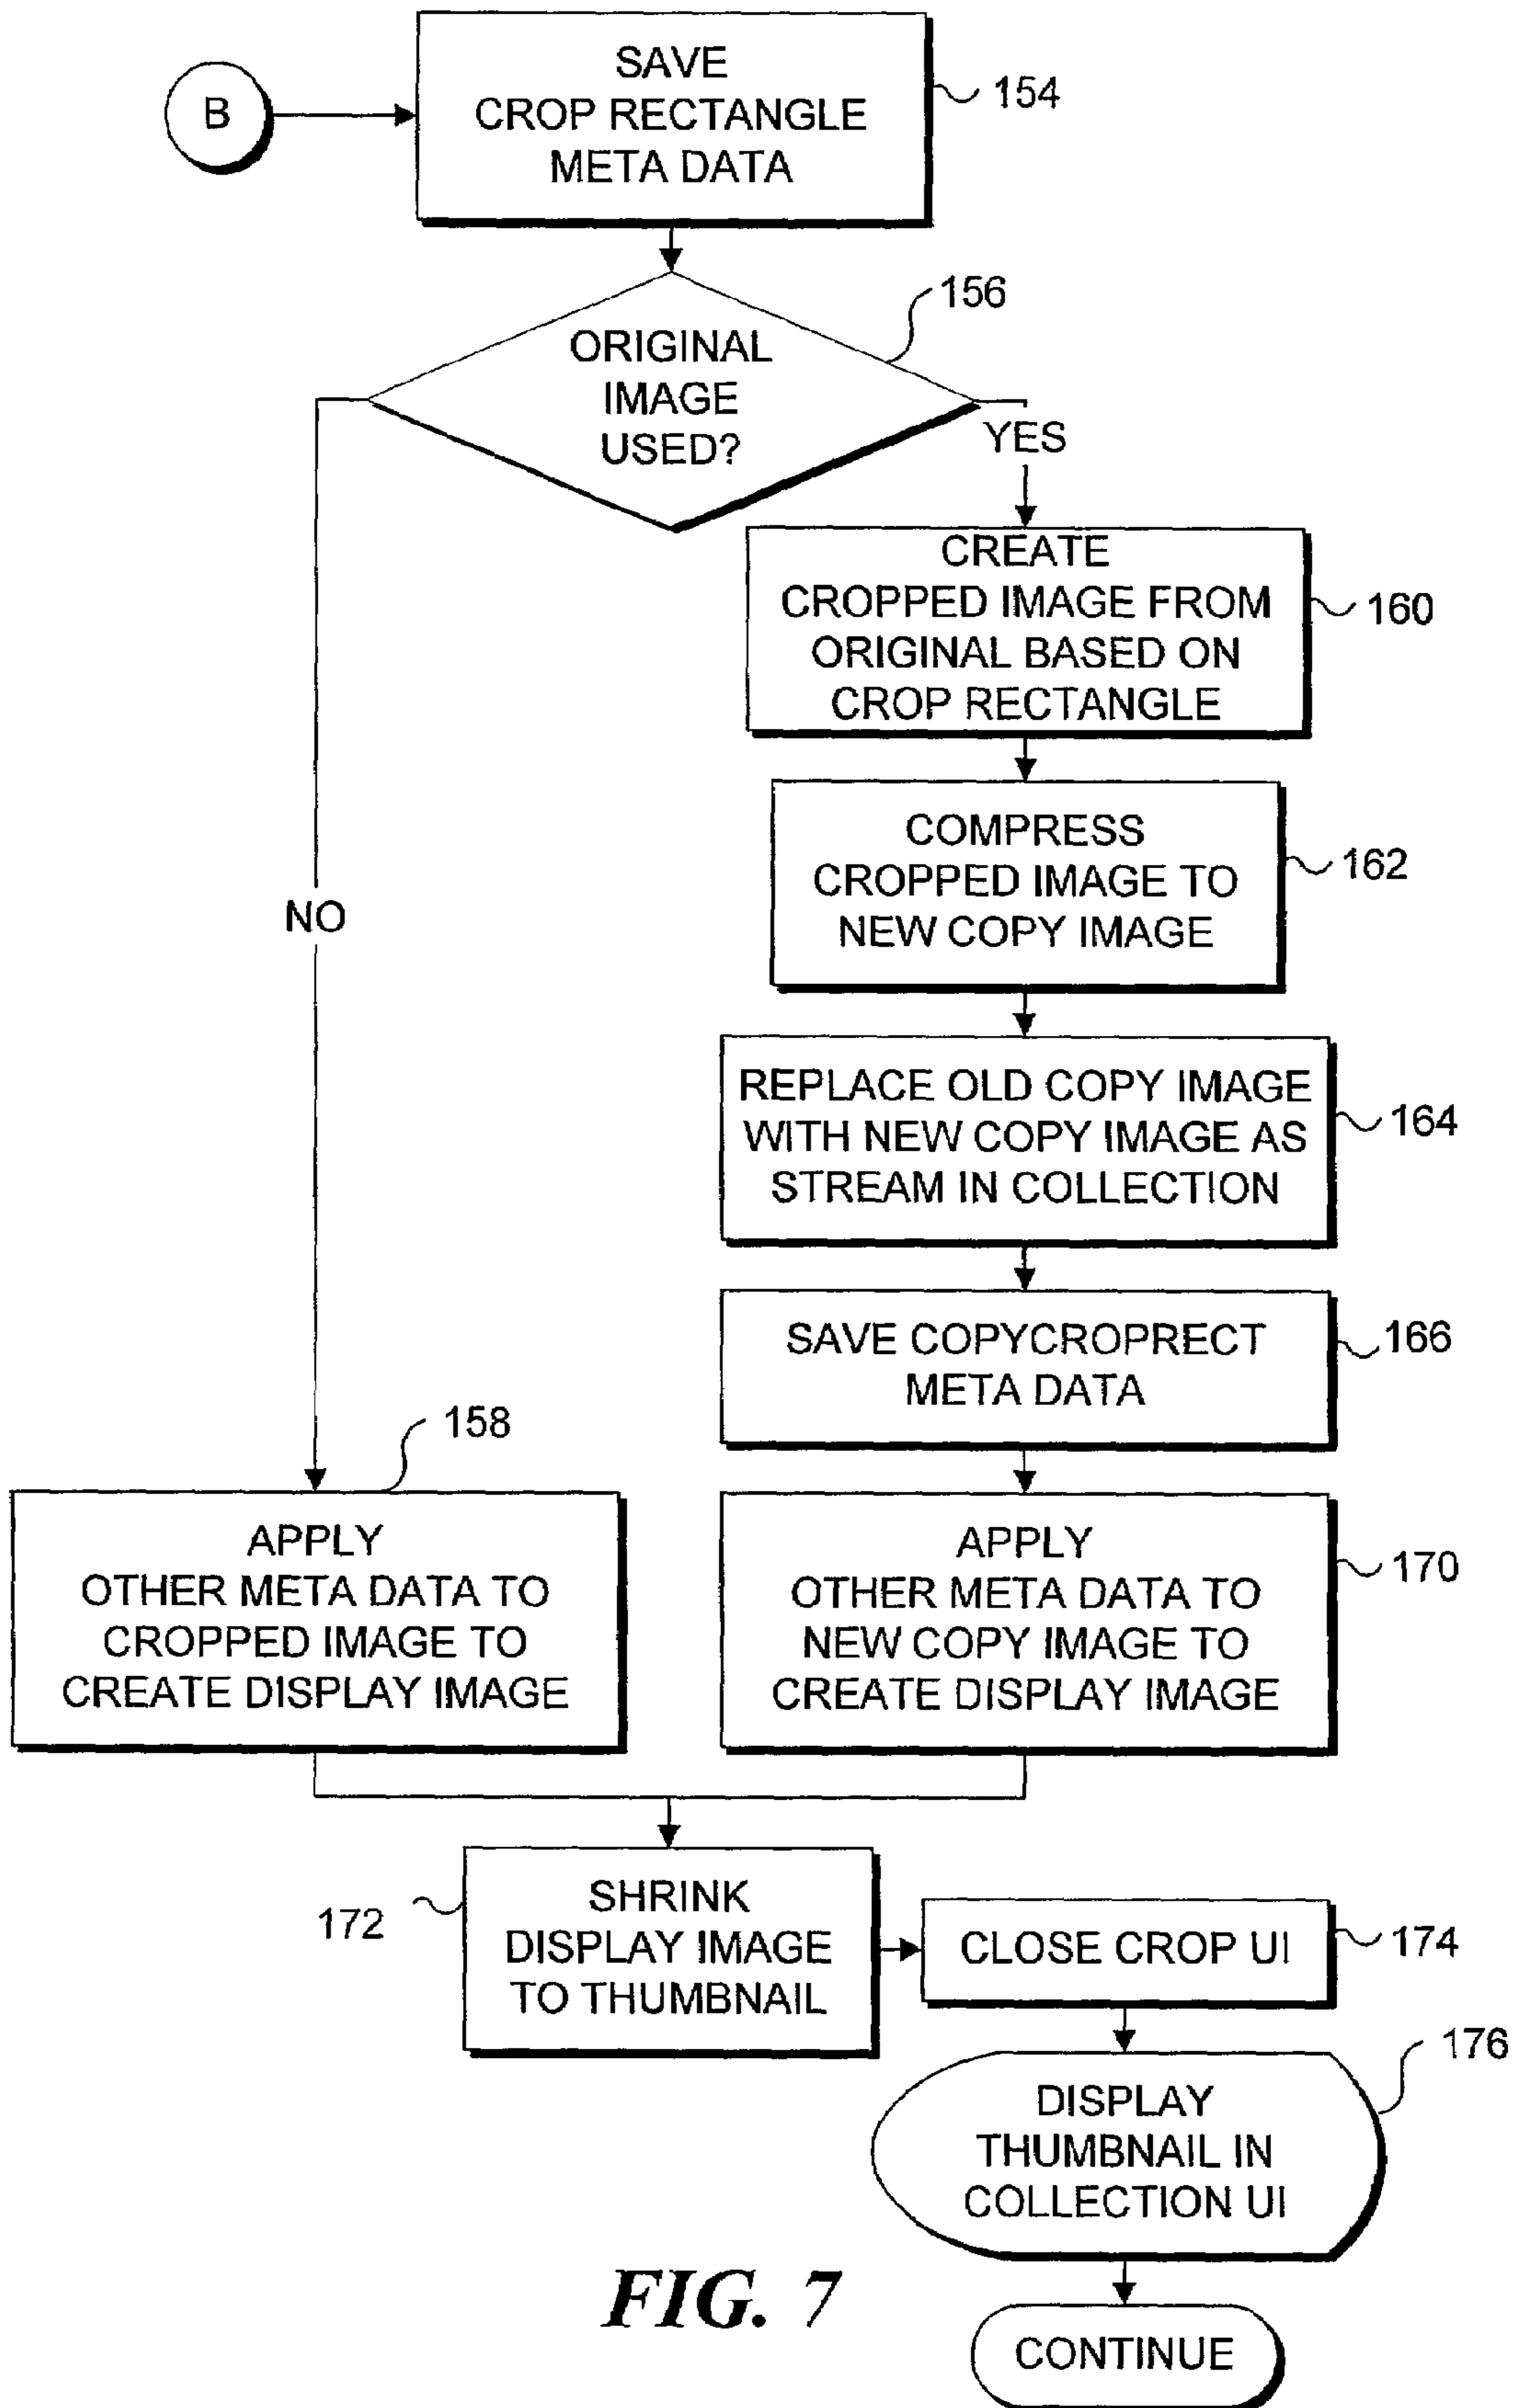 B
SAVE
CROP RECTANGLE
META DATA
154
156
ORIGINAL
IMAGE
USED?
YES
CREATE
CROPPED IMAGE FROM
ORIGINAL BASED ON
CROP RECTANGLE
160
COMPRESS
CROPPED IMAGE TO
NEW COPY IMAGE
162
NO
REPLACE OLD COPY IMAGE
WITH NEW COPY IMAGE AS
STREAM IN COLLECTION
164
SAVE COPYCROPRECT
META DATA
166
158
APPLY
OTHER META DATA TO
CROPPED IMAGE TO
CREATE DISPLAY IMAGE
APPLY
OTHER META DATA TO
NEW COPY IMAGE TO
CREATE DISPLAY IMAGE
170
172
SHRINK
DISPLAY IMAGE
TO THUMBNAIL
CLOSE CROP UI
174
176
DISPLAY
THUMBNAIL IN
COLLECTION UI
FIG. 7
CONTINUE